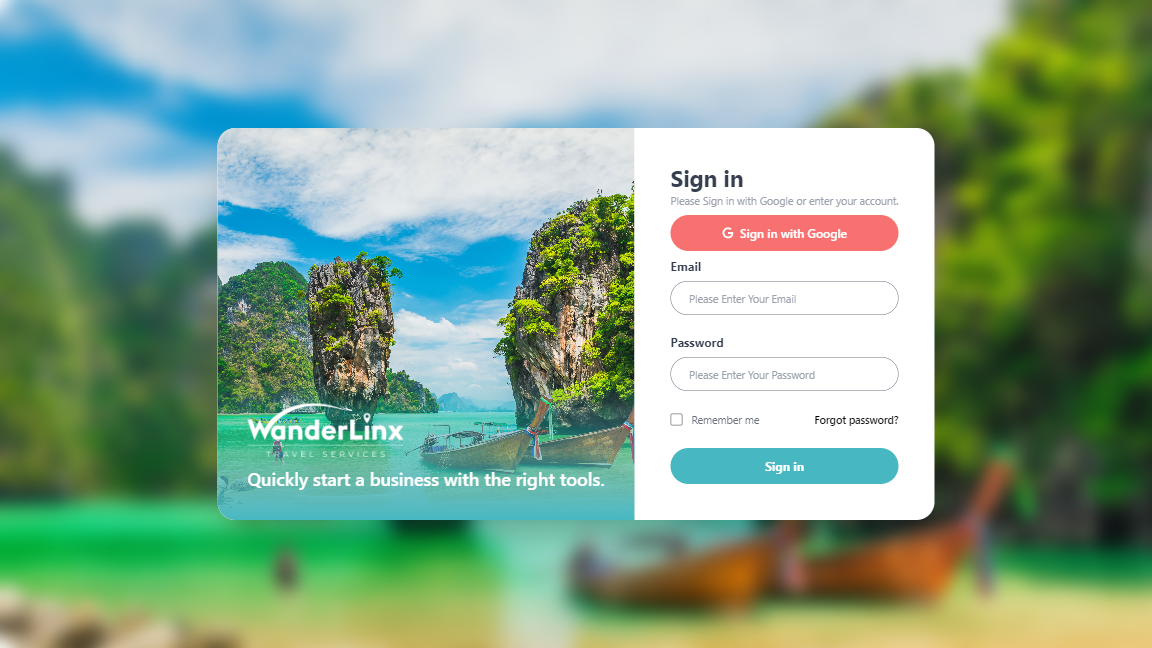 WanderLinx
TRAVEL SERVICES
Quickly start a business with the right tools.
Sign in
Please Sign in with Google or enter your account.
G Sign in with Google
Email
Please Enter Your Email
Password
Please Enter Your Password
Remember me
Forgot password?
Sign in